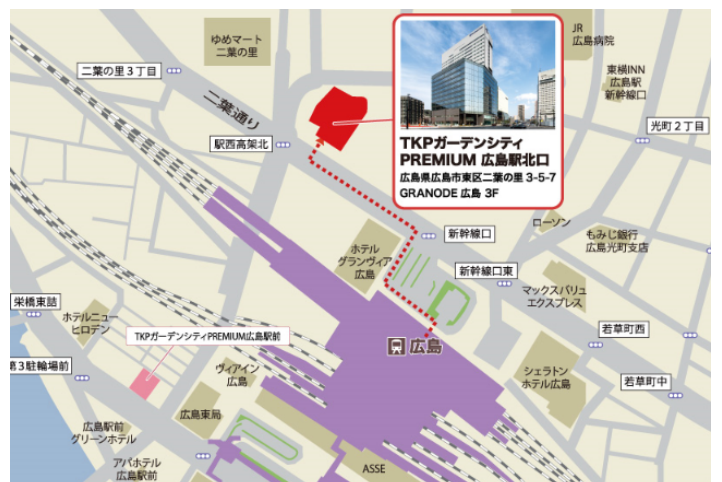 JR
広島病院
ゆめマート
二葉の里
二葉の里3丁目
東横INN
広島駅
新幹線口
二葉通り
光町2丁目
駅西高架北
TKPガーデンシティ
PREMIUM 広島駅北口
広島県広島市東区二葉の里 3-5-7
GRANODE 広島 3F
ローソン
新幹線口
もみじ銀行
広島光町支店
ホテル
グランヴィア
広島
新幹線口東
マックスバリュ
エクスプレス
栄橋東詰
ホテルニュー
ヒロデン
TKPガーデンシティPREMIUM広島駅前
広島
若草町西
第3駐輪場前
ヴィアイン
広島
シェラトン
ホテル広島
若草町中
広島東局
広島駅前
グリーンホテル
アパホテル
広島駅前
ASSE